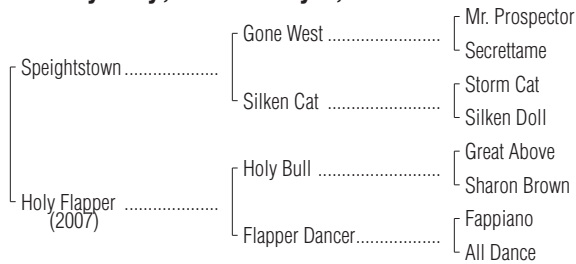 Mr. Prospector
Gone West
Secrettame
Speightstown
Storm Cat
Silken Cat
Silken Doll
Great Above
Holy Bull
Sharon Brown
Holy Flapper
(2007)
Fappiano
Flapper Dancer
All Dance